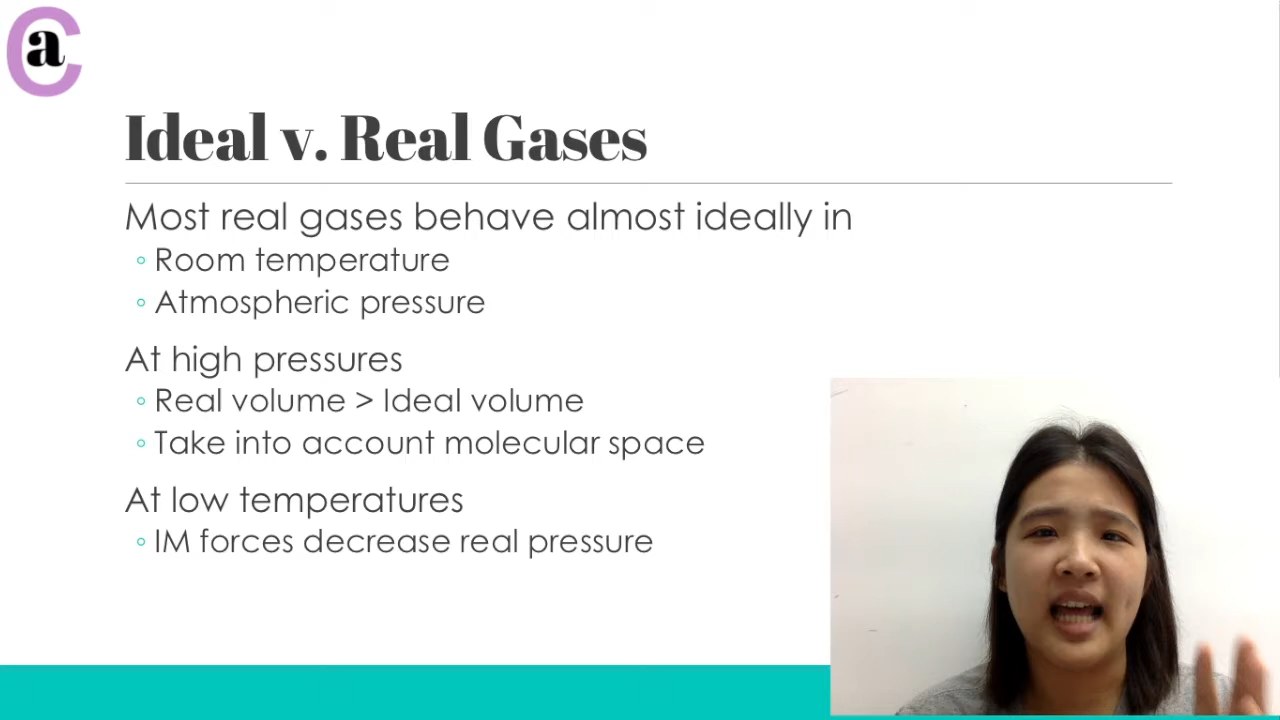 a
C
Ideal v. Real Gases
Most real gases behave almost ideally in
◦ Room temperature
◦ Atmospheric pressure
At high pressures
◦ Real volume > Ideal volume
◦ Take into account molecular space
At low temperatures
◦ IM forces decrease real pressure